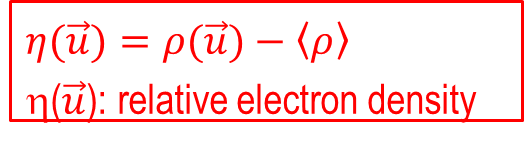 η(u⃗) = ρ(u⃗) − ⟨ρ⟩
η(u⃗): relative electron density